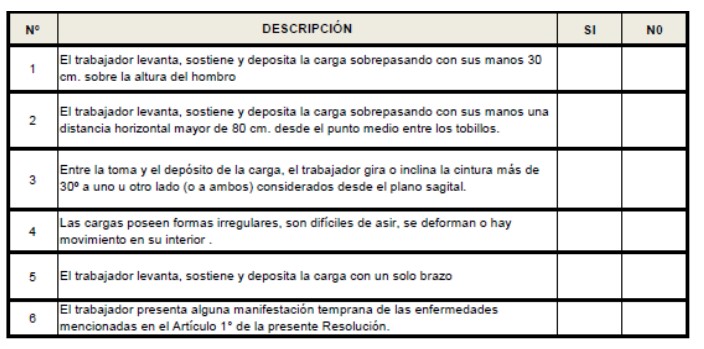 Nº DESCRIPCIÓN SI N0
1 El trabajador levanta, sostiene y deposita la carga sobrepasando con sus manos 30
cm. sobre la altura del hombro
2 El trabajador levanta, sostiene y deposita la carga sobrepasando con sus manos una
distancia horizontal mayor de 80 cm. desde el punto medio entre los tobillos.
3 Entre la toma y el depósito de la carga, el trabajador gira o inclina la cintura más de
30º a uno u otro lado (o a ambos) considerados desde el plano sagital.
4 Las cargas poseen formas irregulares, son difíciles de asir, se deforman o hay
movimiento en su interior .
5 El trabajador levanta, sostiene y deposita la carga con un solo brazo
6 El trabajador presenta alguna manifestación temprana de las enfermedades
mencionadas en el Artículo 1° de la presente Resolución.